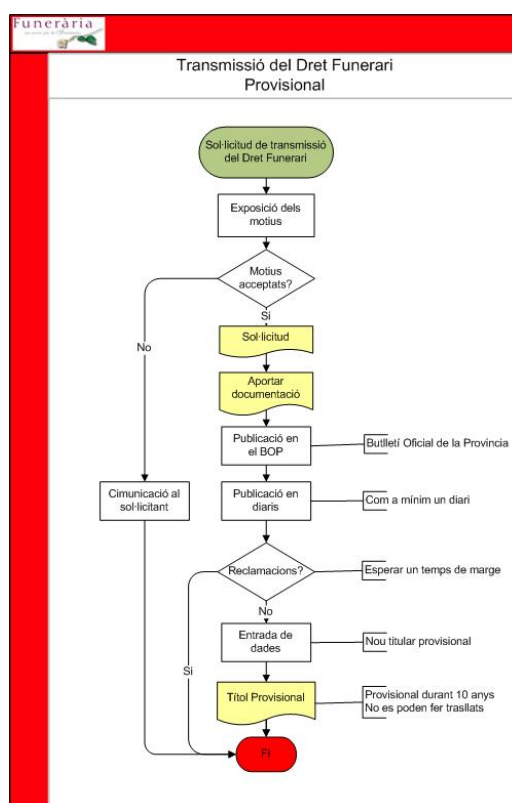 Funerària
Transmissió del Dret Funerari
Provisional
Sol·licitud de transmissió
del Dret Funerari
Exposició dels
motius
Motius
acceptats?
Si
No
Sol·licitud
Aportar
documentació
Publicació en
el BOP
Butlletí Oficial de la Provincia
Cimunicació al
sol·licitant
Publicació en
diaris
Com a mínim un diari
Reclamacions?
Esperar un temps de marge
No
Entrada de
dades
Nou titular provisional
Si
Títol Provisional
Provisional durant 10 anys
No es poden fer trasllats
Fi